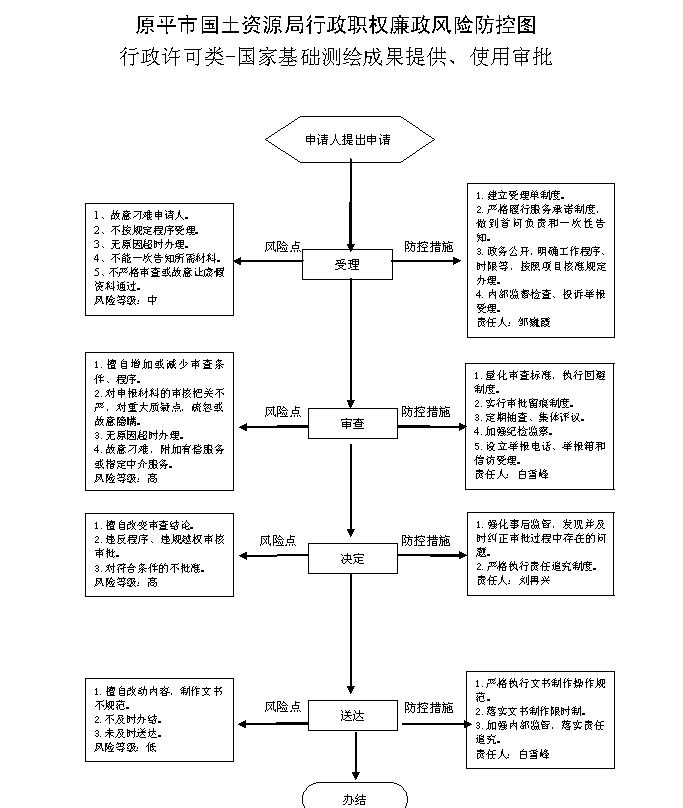 原平市国土资源局行政职权廉政风险防控图
行政许可类-国家基础测绘成果提供、使用审批
申请人提出申请
1、故意刁难申请人。
2、不按规定程序受理。
3、无原因超时办理。
4、不能一次告知所需材料。
5、不严格审查或故意让虚假
资料通过。
风险等级：中
风险点
受理
防控措施
1. 建立受理单制度。
2. 严格履行服务承诺制度，
做到首问负责和一次性告
知。
3. 政务公开，明确工作程序、
时限等，按限项目核准规定
办理。
4. 内部监督检查、投诉举报
受理。
责任人：邹巍霞
1. 擅自增加或减少审查条
件、程序。
2. 对申报材料的审核把关不
严，对重大质疑点，疏忽或
故意隐瞒。
3. 无原因超时办理。
4. 故意刁难，附加有偿服务
或指定中介服务。
风险等级：高
风险点
审查
防控措施
1. 量化审查标准，执行回避
制度。
2. 实行审批留痕制度。
3. 定期抽查、集体评议。
4. 加强纪检监察。
5. 设立举报电话、举报箱和
信访受理。
责任人：白雪峰
1. 擅自改变审查结论。
2. 违反程序、违规越权审核
审批。
3. 对符合条件的不批准。
风险等级：高
风险点
决定
防控措施
1. 强化事后监管，发现并及
时纠正审批过程中存在的问
题。
2. 严格执行责任追究制度。
责任人：刘再兴
1. 擅自改动内容，制作文书
不规范。
2. 不及时办结。
3. 未及时送达。
风险等级：低
风险点
送达
防控措施
1. 严格执行文书制作操作规
范。
2. 落实文书制作限时制。
3. 加强内部监管，落实责任
追究。
责任人：白雪峰
办结